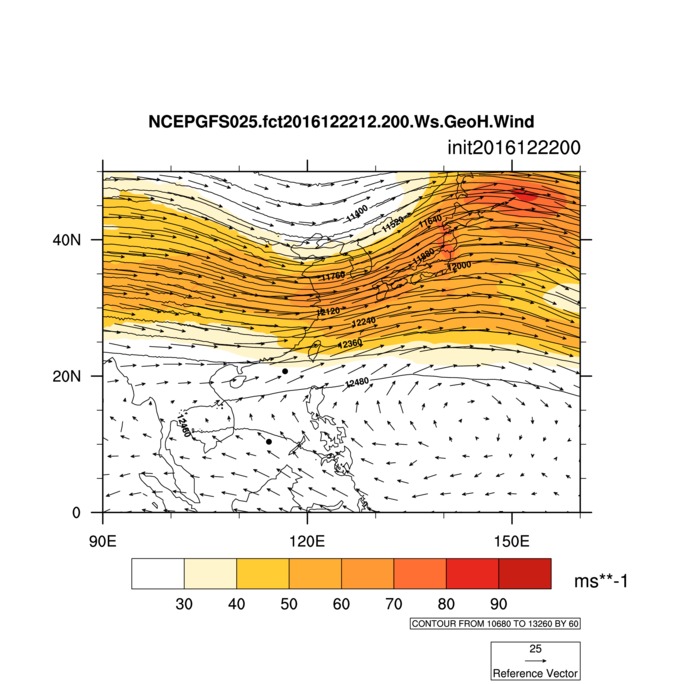 NCEPGFS025.fct2016122212.200.Ws.GeoH.Wind
init2016122200
11400
11520
11640
40N
11880
12000
11760
12120
12240
12360
20N
12480
12480
0
90E 120E 150E
30 40 50 60 70 80 90
ms**-1
CONTOUR FROM 10680 TO 13260 BY 60
25
Reference Vector